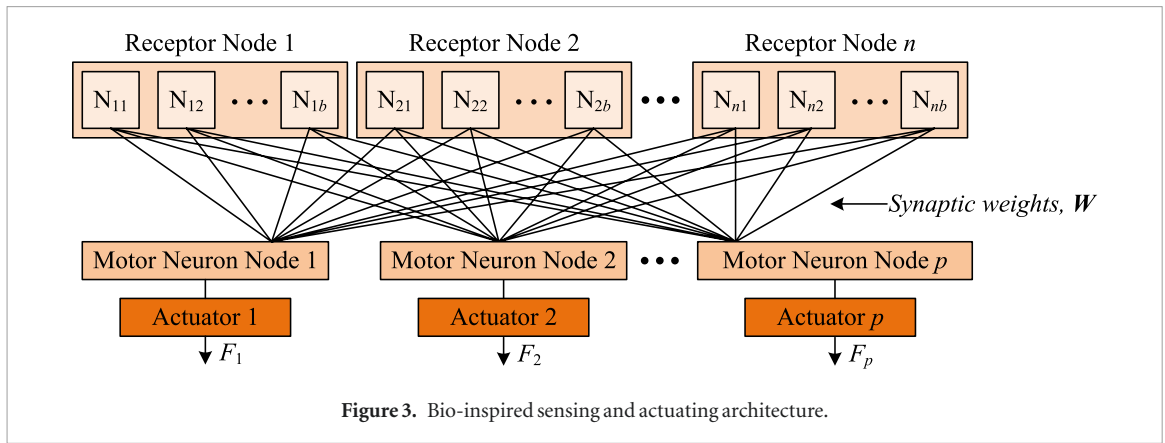 Receptor Node 1 Receptor Node 2 Receptor Node n
N11 N12 ••• N1b N21 N22 ••• N2b ••• Nn1 Nn2 ••• Nnb
Synaptic weights, W
Motor Neuron Node 1 Motor Neuron Node 2 ••• Motor Neuron Node p
Actuator 1 Actuator 2 Actuator p
F1 F2 Fp
Figure 3. Bio-inspired sensing and actuating architecture.